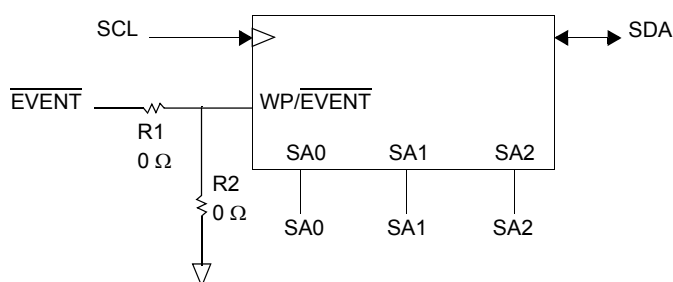 SCL
SDA
EVENT
WP/EVENT
R1
0 Ω
SA0 SA1 SA2
R2
0 Ω
SA0 SA1 SA2